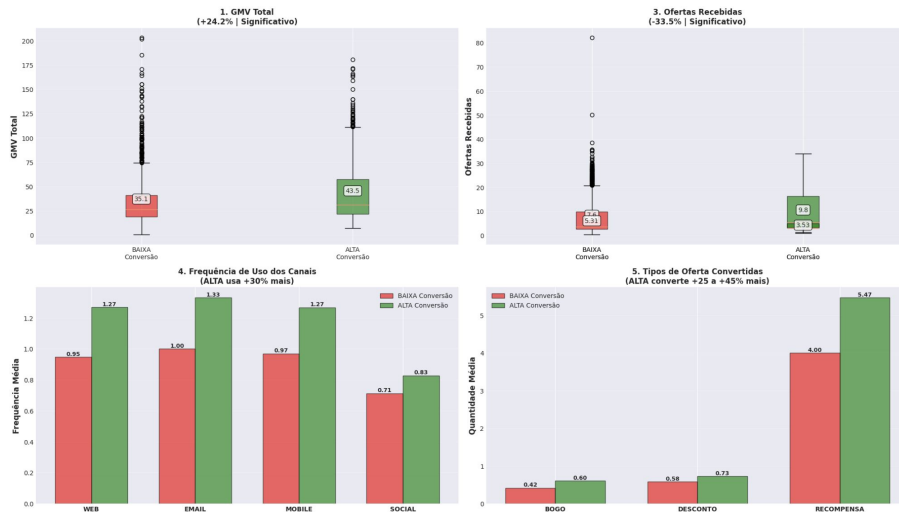 1. GMV Total
(+24.2% | Significativo)
GMV Total
200
175
150
125
100
75
50
25
0
35.1
43.5
BAIXA
Conversão
ALTA
Conversão
3. Ofertas Recebidas
(-33.5% | Significativo)
Ofertas Recebidas
80
70
60
50
40
30
20
10
0
5.31
9.8
3.53
BAIXA
Conversão
ALTA
Conversão
4. Frequência de Uso dos Canais
(ALTA usa +30% mais)
Frequência Média
BAIXA Conversão
ALTA Conversão
1.2
1.0
0.8
0.6
0.4
0.2
0.0
0.95
1.27
1.00
1.33
0.97
1.27
0.71
0.83
WEB
EMAIL
MOBILE
SOCIAL
5. Tipos de Oferta Convertidas
(ALTA converte +25 a +45% mais)
Quantidade Média
BAIXA Conversão
ALTA Conversão
5
4
3
2
1
0
0.42
0.60
0.58
0.73
4.00
5.47
BOGO
DESCONTO
RECOMPENSA